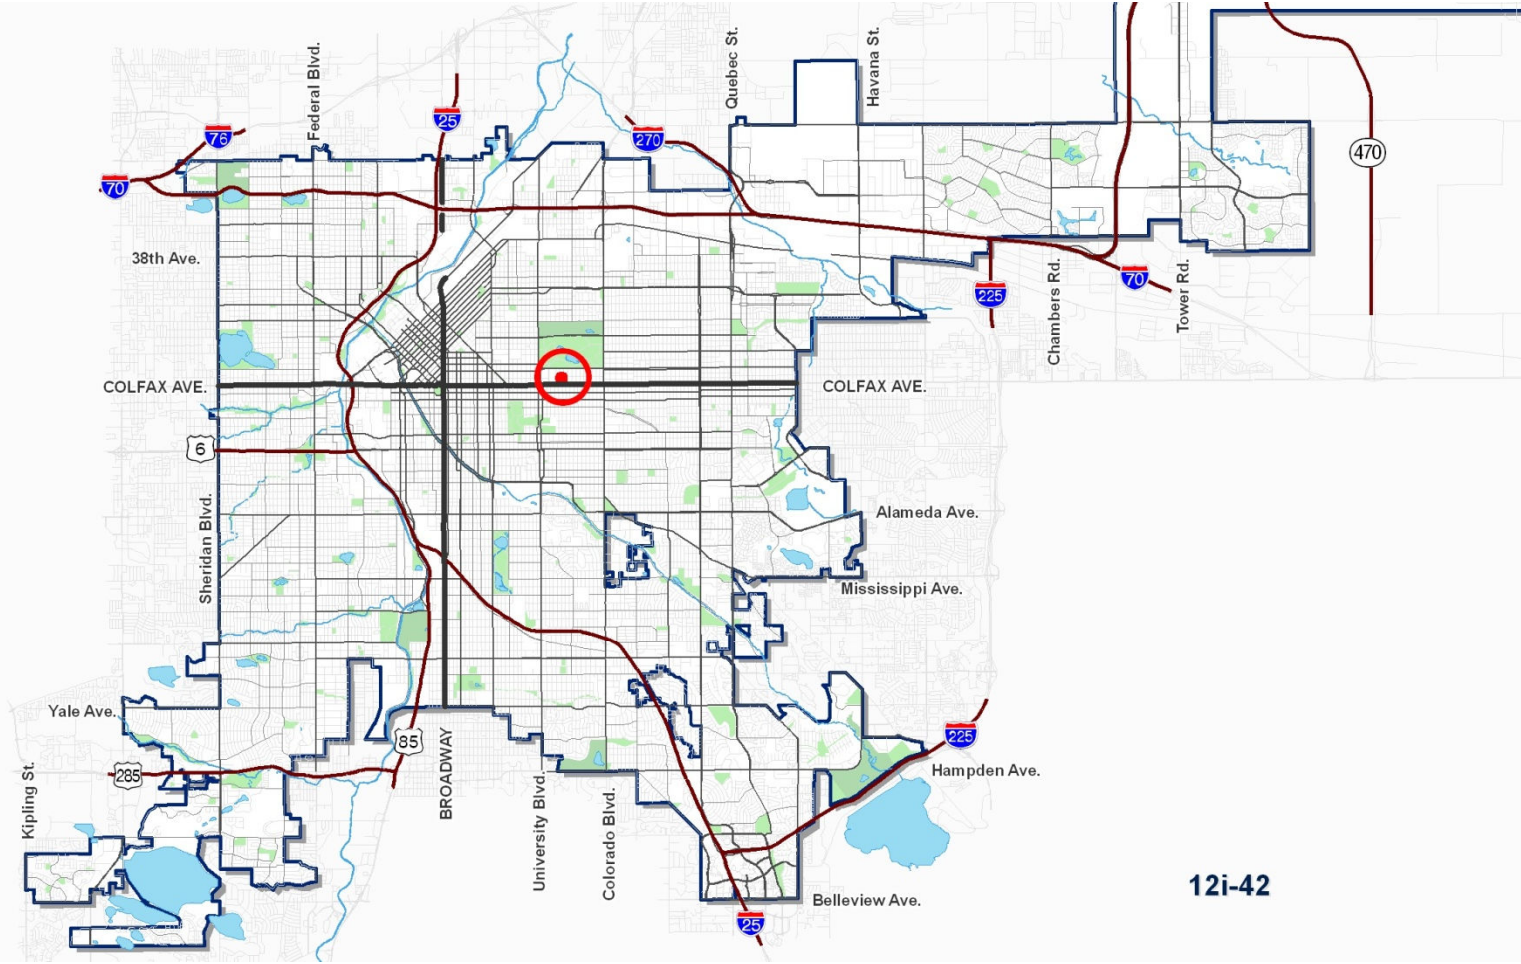 Federal Blvd.
Quebec St.
Havana St.
25
76
270
470
70
38th Ave.
Chambers Rd.
Tower Rd.
70
225
COLFAX AVE.
COLFAX AVE.
6
Sheridan Blvd.
Alameda Ave.
Mississippi Ave.
Yale Ave.
85
BROADWAY
225
285
Hampden Ave.
Kipling St.
University Blvd.
Colorado Blvd.
12i-42
Belleview Ave.
25